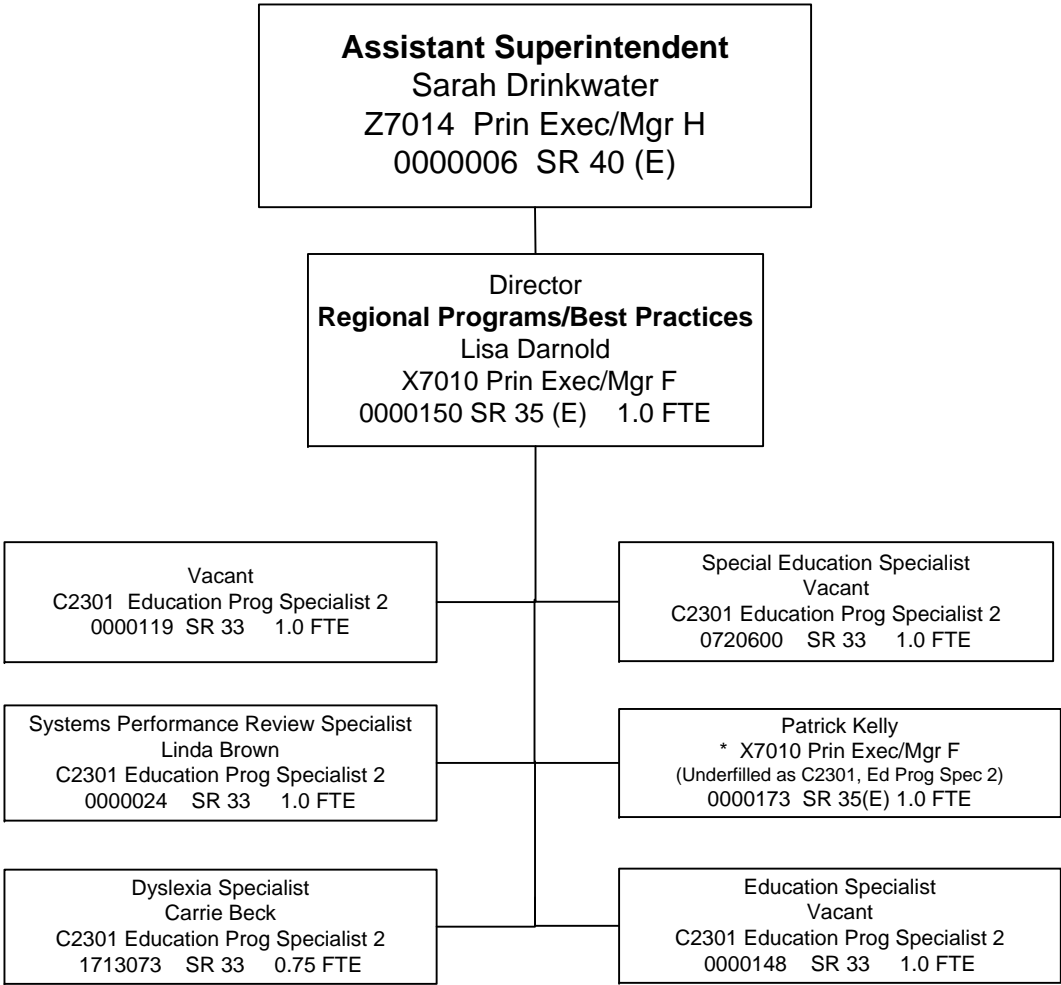 Assistant Superintendent
Sarah Drinkwater
Z7014 Prin Exec/Mgr H
0000006 SR 40 (E)
Director
Regional Programs/Best Practices
Lisa Darnold
X7010 Prin Exec/Mgr F
0000150 SR 35 (E) 1.0 FTE
Vacant
C2301 Education Prog Specialist 2
0000119 SR 33 1.0 FTE
Special Education Specialist
Vacant
C2301 Education Prog Specialist 2
0720600 SR 33 1.0 FTE
Systems Performance Review Specialist
Linda Brown
C2301 Education Prog Specialist 2
0000024 SR 33 1.0 FTE
Patrick Kelly
* X7010 Prin Exec/Mgr F
(Underfilled as C2301, Ed Prog Spec 2)
0000173 SR 35(E) 1.0 FTE
Dyslexia Specialist
Carrie Beck
C2301 Education Prog Specialist 2
1713073 SR 33 0.75 FTE
Education Specialist
Vacant
C2301 Education Prog Specialist 2
0000148 SR 33 1.0 FTE